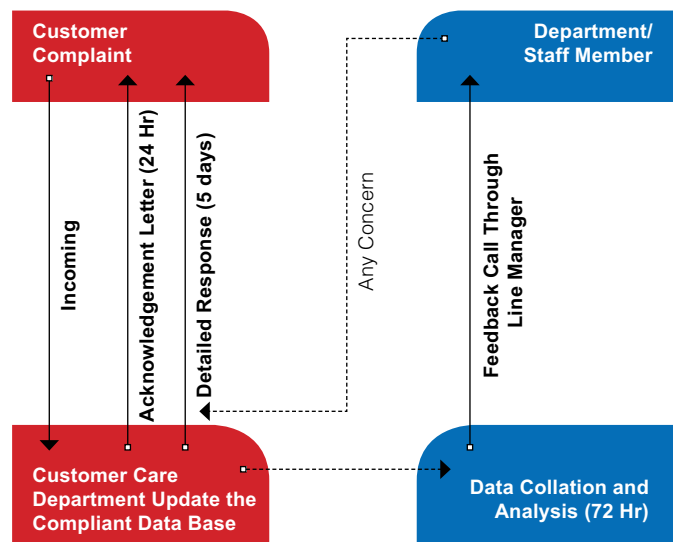 Customer
Complaint
Department/
Staff Member
Incoming
Acknowledgement Letter (24 Hr)
Detailed Response (5 days)
Any Concern
Feedback Call Through
Line Manager
Customer Care
Department Update the
Compliant Data Base
Data Collation and
Analysis (72 Hr)